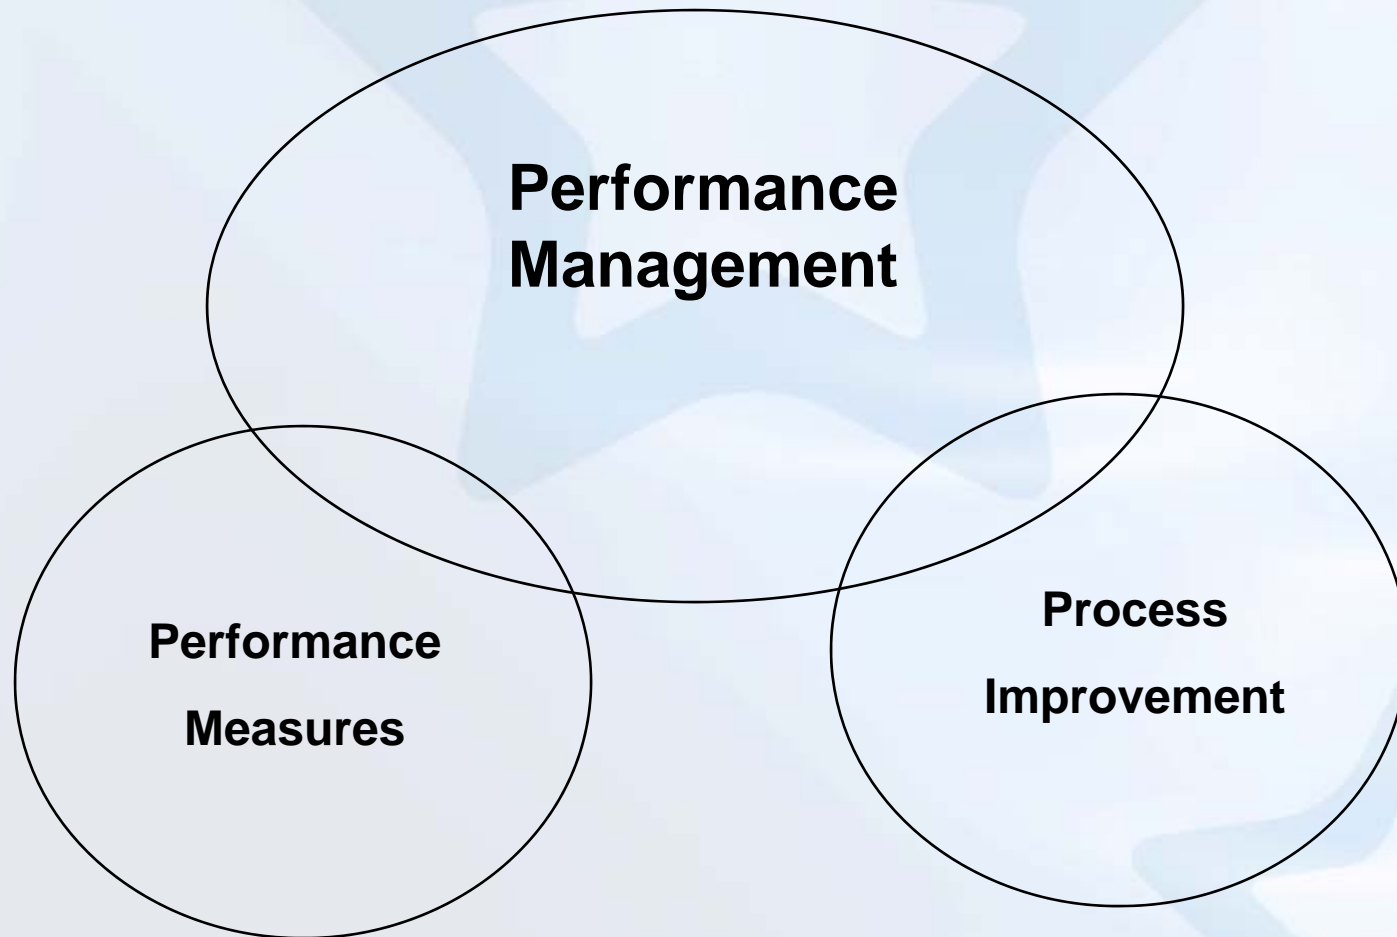 Performance
Management
Performance
Measures
Process
Improvement